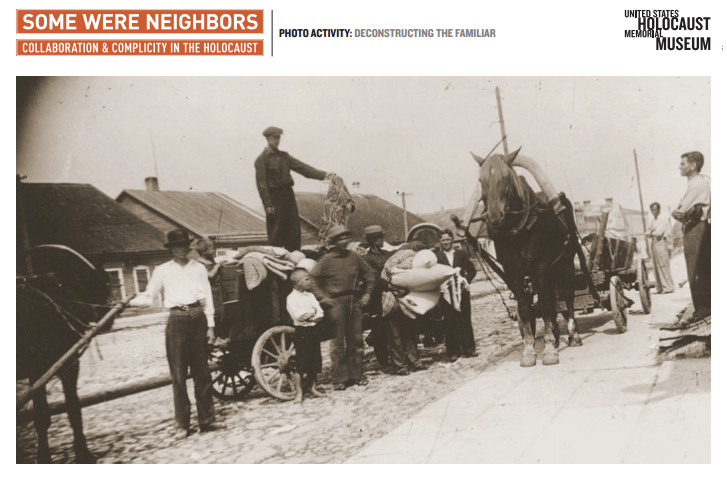 SOME WERE NEIGHBORS
COLLABORATION & COMPLICITY IN THE HOLOCAUST
PHOTO ACTIVITY: DECONSTRUCTING THE FAMILIAR
UNITED STATES
HOLOCAUST
MEMORIAL
MUSEUM